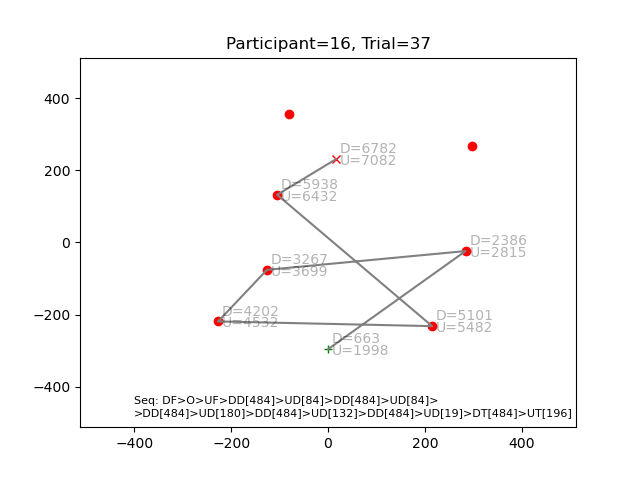 Participant=16, Trial=37
400
200
0
−200
−400
D=6782
U=7082
D=5938
U=6432
D=2386
U=2815
D=3267
U=3699
D=4202
U=4532
D=5101
U=5482
D=663
U=1998
Seq: DF>O>UF>DD[484]>UD[84]>DD[484]>UD[84]>
>DD[484]>UD[180]>DD[484]>UD[132]>DD[484]>UD[19]>DT[484]>UT[196]
−400
−200
0
200
400